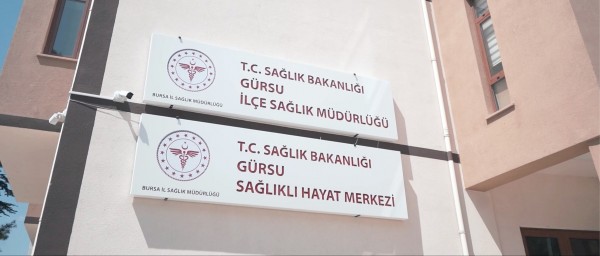 T.C. SAĞLIK BAKANLIĞI
GÜRSU
İLÇE SAĞLIK MÜDÜRLÜĞÜ
BURSA İL SAĞLIK MÜDÜRLÜĞÜ
T.C. SAĞLIK BAKANLIĞI
GÜRSU
SAĞLIKLI HAYAT MERKEZİ
BURSA İL SAĞLIK MÜDÜRLÜĞÜ